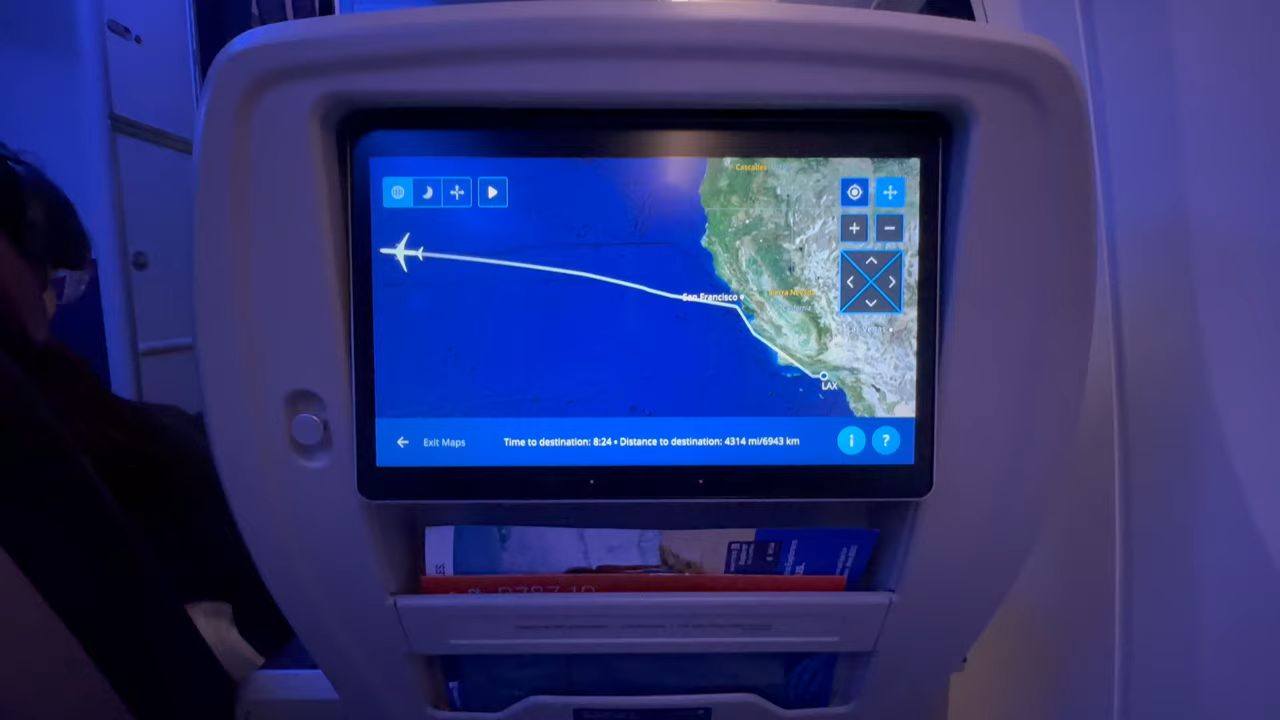 Cascades
San Francisco
Sierra Nevada
California
Las Vegas
LAX
Exit Maps
Time to destination: 8:24 • Distance to destination: 4314 mi/6943 km
i
?